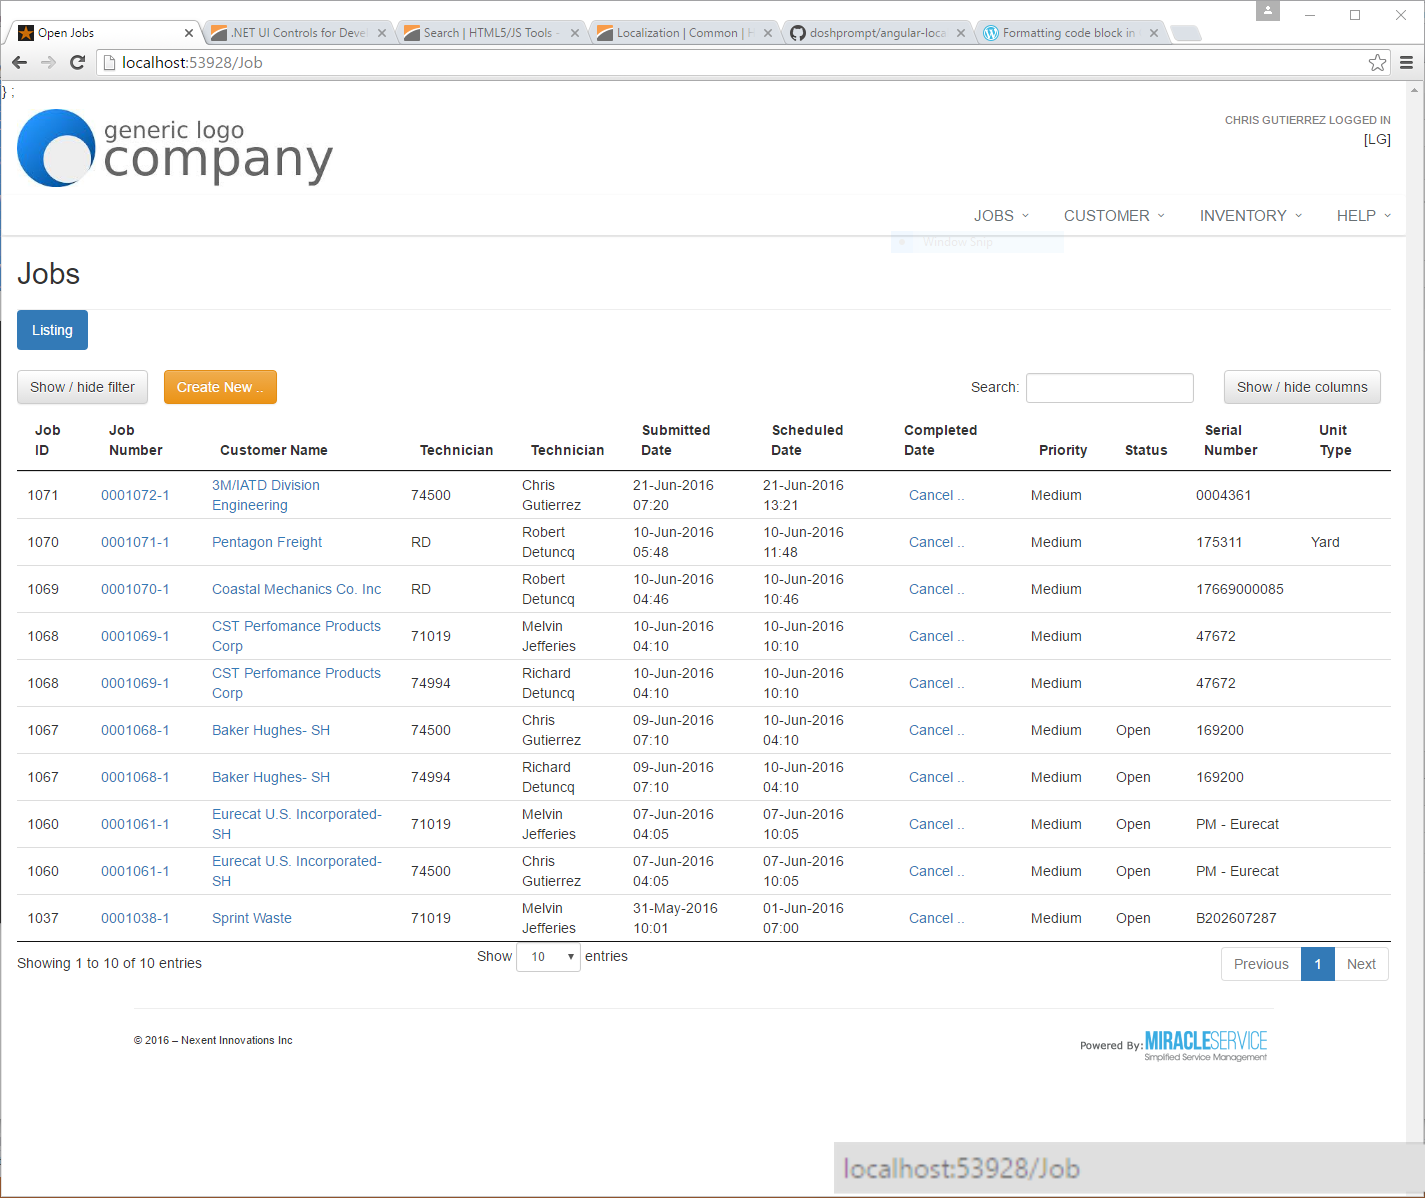 Open Jobs
.NET UI Controls for Devel
Search | HTML5/JS Tools -
Localization | Common | H
doshprompt/angular-loca
Formatting code block in
localhost:53928/Job
} ;
generic logo
company
CHRIS GUTIERREZ LOGGED IN
[LG]
JOBS CUSTOMER INVENTORY HELP
Window Snip
Jobs
Listing
Show / hide filter Create New .. Search: Show / hide columns
Job ID Job Number Customer Name Technician Technician Submitted Date Scheduled Date Completed Date Priority Status Serial Number Unit Type
1071 0001072-1 3M/IATD Division Engineering 74500 Chris Gutierrez 21-Jun-2016 07:20 21-Jun-2016 13:21 Cancel .. Medium 0004361
1070 0001071-1 Pentagon Freight RD Robert Detuncq 10-Jun-2016 05:48 10-Jun-2016 11:48 Cancel .. Medium 175311 Yard
1069 0001070-1 Coastal Mechanics Co. Inc RD Robert Detuncq 10-Jun-2016 04:46 10-Jun-2016 10:46 Cancel .. Medium 17669000085
1068 0001069-1 CST Perfomance Products Corp 71019 Melvin Jefferies 10-Jun-2016 04:10 10-Jun-2016 10:10 Cancel .. Medium 47672
1068 0001069-1 CST Perfomance Products Corp 74994 Richard Detuncq 10-Jun-2016 04:10 10-Jun-2016 10:10 Cancel .. Medium 47672
1067 0001068-1 Baker Hughes- SH 74500 Chris Gutierrez 09-Jun-2016 07:10 10-Jun-2016 04:10 Cancel .. Medium Open 169200
1067 0001068-1 Baker Hughes- SH 74994 Richard Detuncq 09-Jun-2016 07:10 10-Jun-2016 04:10 Cancel .. Medium Open 169200
1060 0001061-1 Eurecat U.S. Incorporated- SH 71019 Melvin Jefferies 07-Jun-2016 04:05 07-Jun-2016 10:05 Cancel .. Medium Open PM - Eurecat
1060 0001061-1 Eurecat U.S. Incorporated- SH 74500 Chris Gutierrez 07-Jun-2016 04:05 07-Jun-2016 10:05 Cancel .. Medium Open PM - Eurecat
1037 0001038-1 Sprint Waste 71019 Melvin Jefferies 31-May-2016 10:01 01-Jun-2016 07:00 Cancel .. Medium Open B202607287
Showing 1 to 10 of 10 entries Show 10 entries Previous 1 Next
© 2016 – Nexent Innovations Inc
Powered By: MIRACLESERVICE
Simplified Service Management
localhost:53928/Job